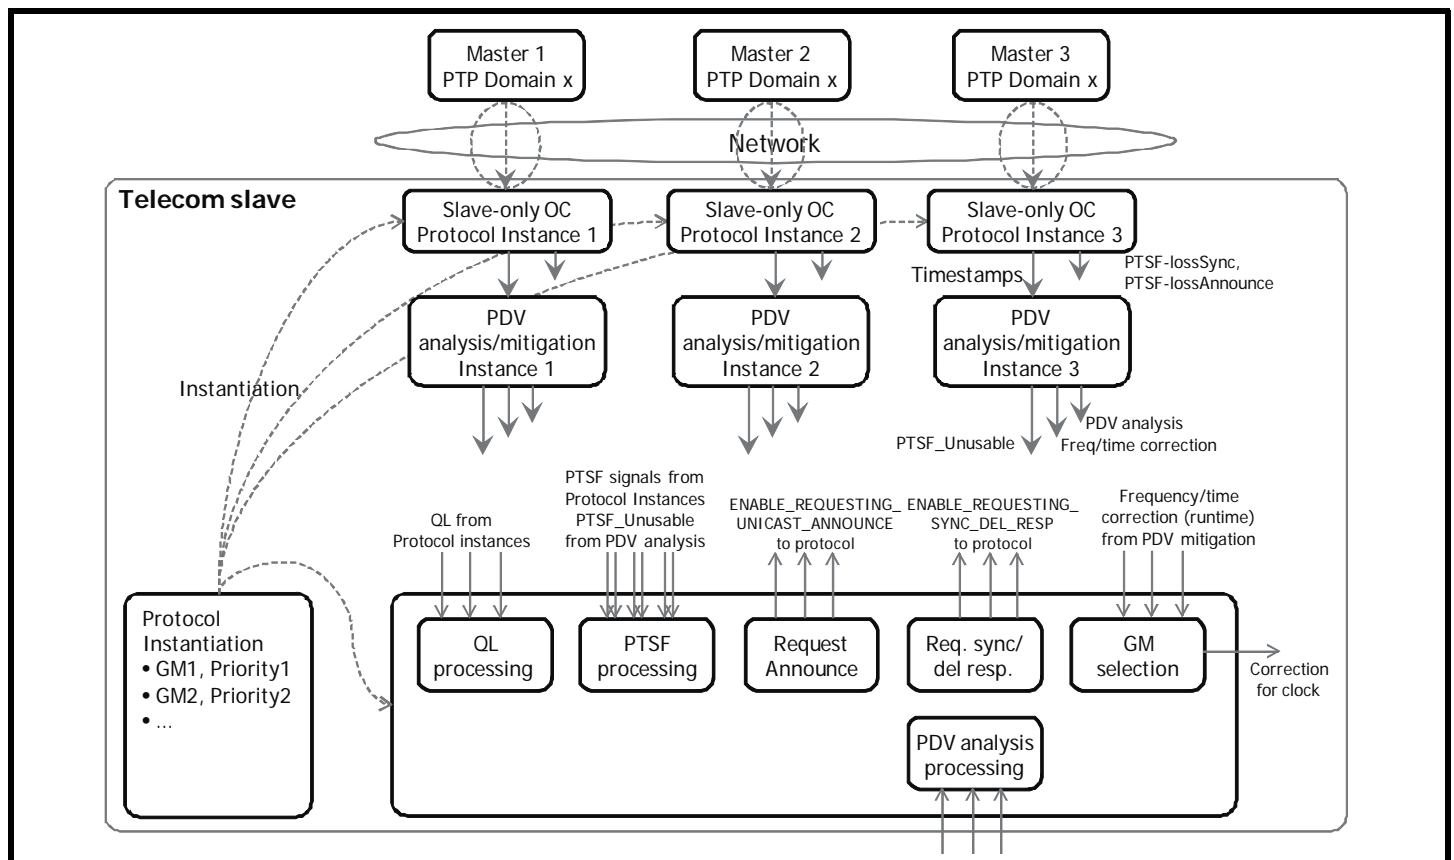 Master 1
PTP Domain x
Master 2
PTP Domain x
Master 3
PTP Domain x
Network
Telecom slave
Slave-only OC
Protocol Instance 1
Slave-only OC
Protocol Instance 2
Slave-only OC
Protocol Instance 3
Timestamps
PTSF-lossSync,
PTSF-lossAnnounce
PDV
analysis/mitigation
Instance 1
PDV
analysis/mitigation
Instance 2
PDV
analysis/mitigation
Instance 3
Instantiation
PTSF_Unusable
PDV analysis
Freq/time correction
QL from
Protocol instances
PTSF signals from
Protocol Instances
PTSF_Unusable
from PDV analysis
ENABLE_REQUESTING_
UNICAST_ANNOUNCE
to protocol
ENABLE_REQUESTING_
SYNC_DEL_RESP
to protocol
Frequency/time
correction (runtime)
from PDV mitigation
Protocol
Instantiation
• GM1, Priority1
• GM2, Priority2
• ...
QL
processing
PTSF
processing
Request
Announce
Req. sync/
del resp.
GM
selection
Correction
for clock
PDV analysis
processing